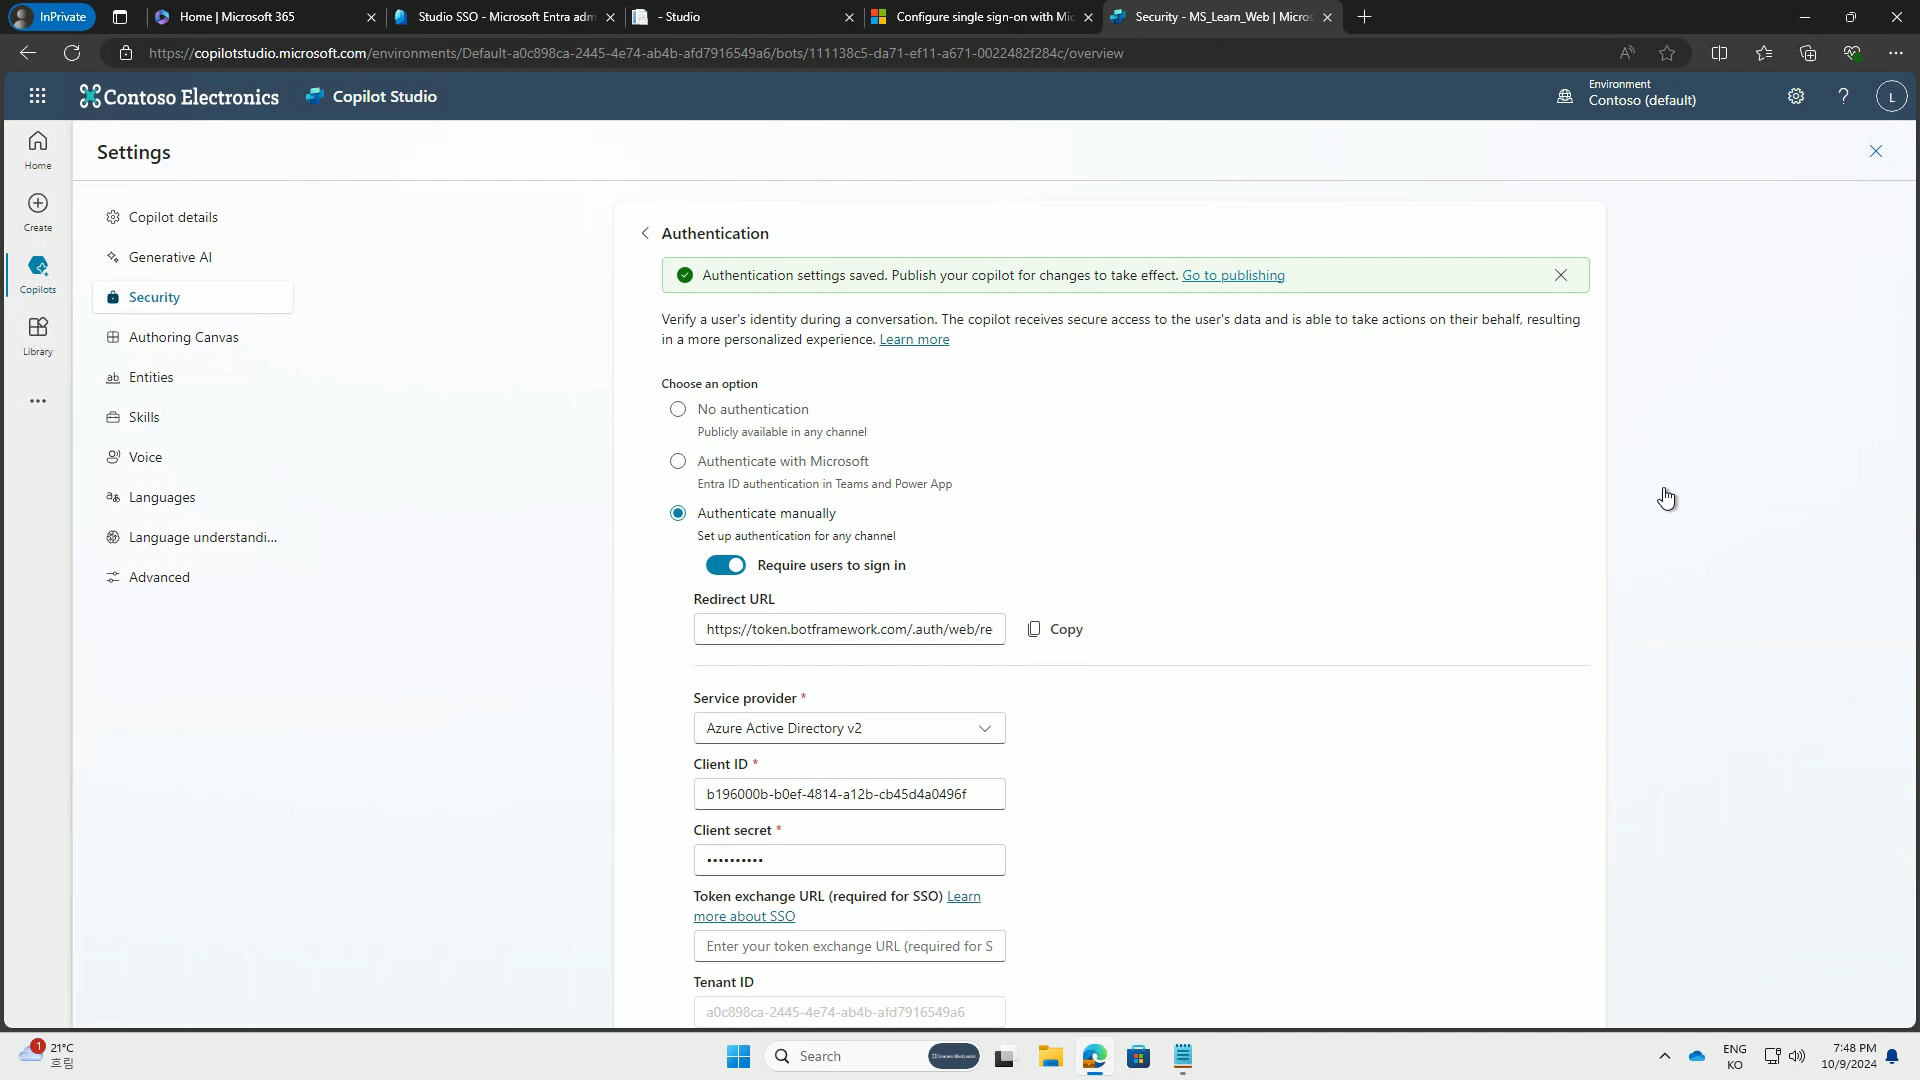 InPrivate
Home | Microsoft 365
Studio SSO - Microsoft Entra adm
- Studio
Configure single sign-on with Mic
Security - MS_Learn_Web | Micros
https://copilotstudio.microsoft.com/environments/Default-a0c898ca-2445-4e74-ab4b-afd7916549a6/bots/111138c5-da71-ef11-a671-0022482f284c/overview
Contoso Electronics
Copilot Studio
Environment
Contoso (default)
?
L
Home
Create
Copilots
Library
Settings
Copilot details
Generative AI
Security
Authoring Canvas
Entities
Skills
Voice
Languages
Language understandi...
Advanced
Authentication
Authentication settings saved. Publish your copilot for changes to take effect. Go to publishing
Verify a user's identity during a conversation. The copilot receives secure access to the user's data and is able to take actions on their behalf, resulting
in a more personalized experience. Learn more
Choose an option
No authentication
Publicly available in any channel
Authenticate with Microsoft
Entra ID authentication in Teams and Power App
Authenticate manually
Set up authentication for any channel
Require users to sign in
Redirect URL
https://token.botframework.com/.auth/web/re
Copy
Service provider *
Azure Active Directory v2
Client ID *
b196000b-b0ef-4814-a12b-cb45d4a0496f
Client secret *
••••••••••
Token exchange URL (required for SSO) Learn
more about SSO
Enter your token exchange URL (required for S
Tenant ID
a0c898ca-2445-4e74-ab4b-afd7916549a6
1
21°C
흐림
Search
Contoso Electronics
ENG
KO
7:48 PM
10/9/2024